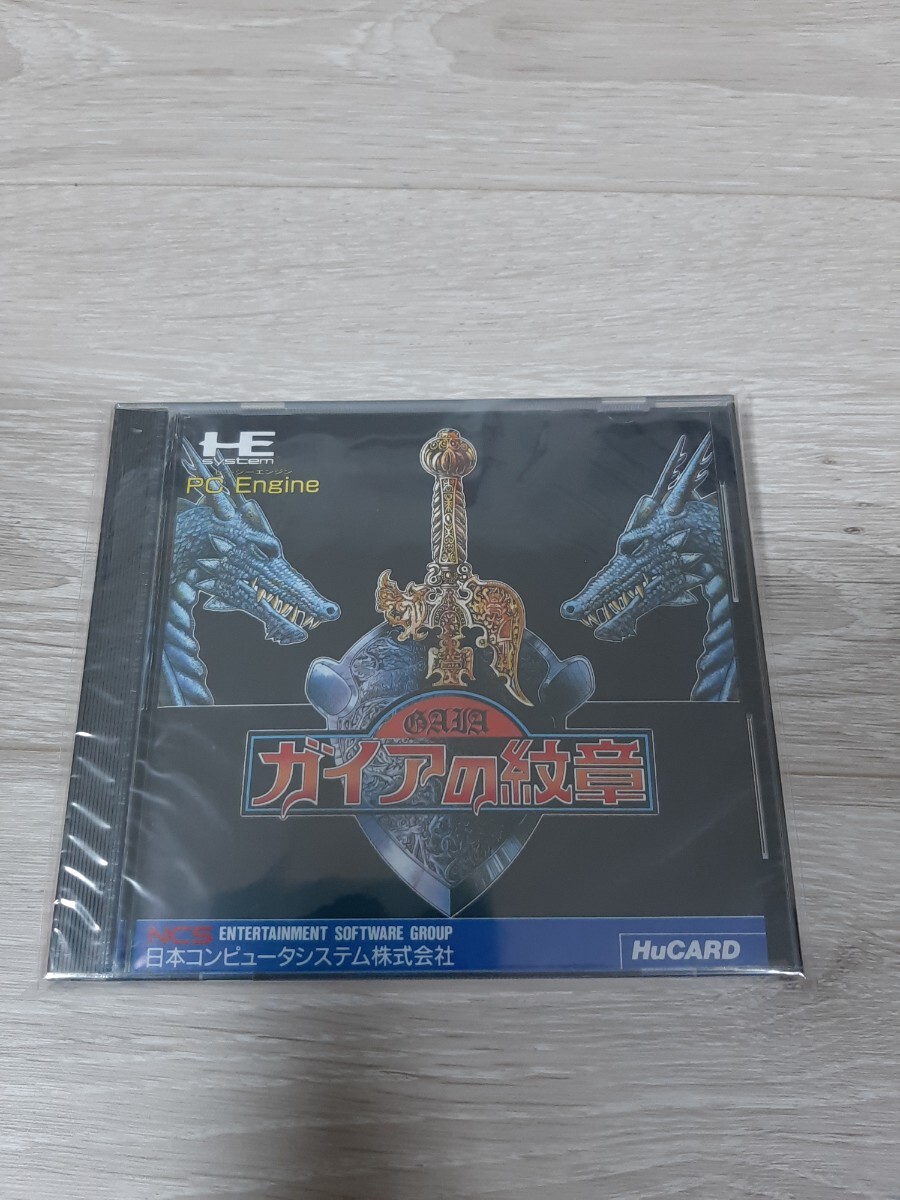 HE
system
PC Engine
GAIA
ガイアの紋章
NCS ENTERTAINMENT SOFTWARE GROUP
日本コンピュータシステム株式会社
HuCARD